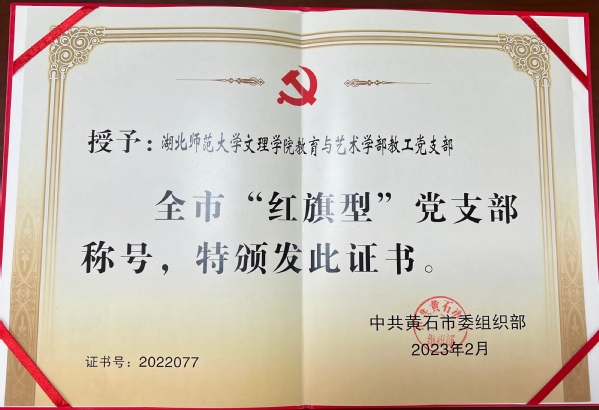 授予：湖北师范大学文理学院教育与艺术学部教工党支部
全市“红旗型”党支部
称号，特颁发此证书。
中共黄石市委组织部
2023年2月
证书号：2022077